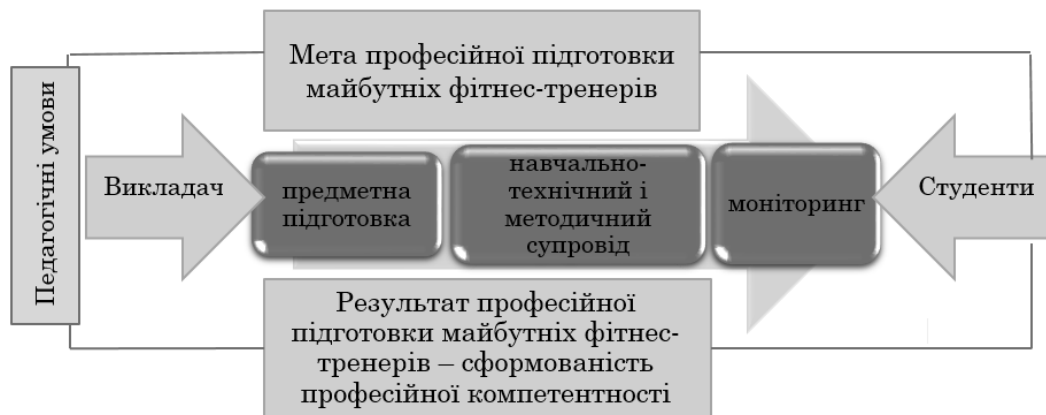 Мета професійної підготовки
майбутніх фітнес-тренерів
Педагогічні умови
Викладач
предметна
підготовка
навчально-
технічний і
методичний
супровід
моніторинг
Студенти
Результат професійної
підготовки майбутніх фітнес-
тренерів – сформованість
професійної компетентності